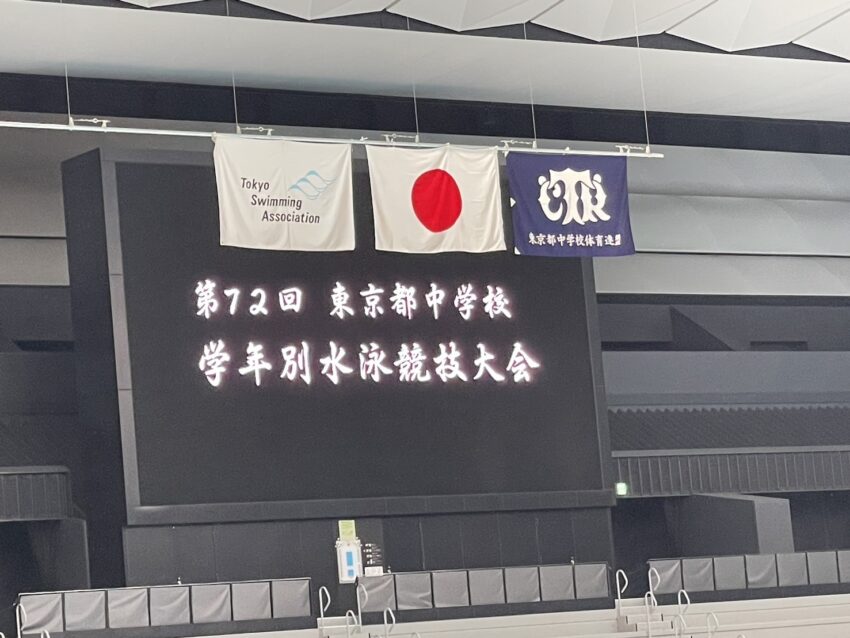 Tokyo
Swimming
Association
東京都中学校体育連盟
第72回 東京都中学校
学年別水泳競技大会